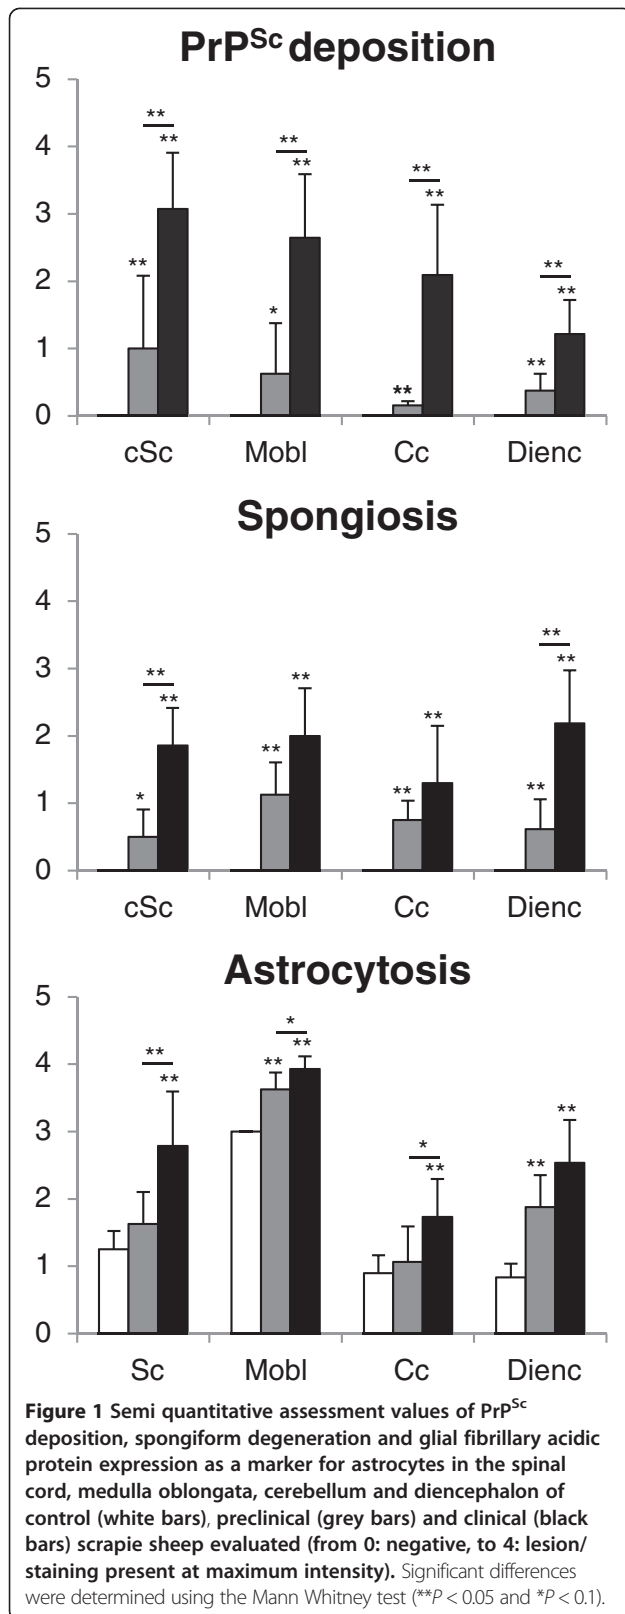 PrP^Sc deposition
5
** **
4 ** **
** **
3
** ** **
2 * **
1 ** **
0
cSc Mobl Cc Dienc
Spongiosis
5
4
3 ** ** **
** ** **
2 ** **
1 * **
0
cSc Mobl Cc Dienc
Astrocytosis
5
*
4 ** ** **
** **
3 * **
2 **
1
0
Sc Mobl Cc Dienc
Figure 1 Semi quantitative assessment values of PrP^Sc
deposition, spongiform degeneration and glial fibrillary acidic
protein expression as a marker for astrocytes in the spinal
cord, medulla oblongata, cerebellum and diencephalon of
control (white bars), preclinical (grey bars) and clinical (black
bars) scrapie sheep evaluated (from 0: negative, to 4: lesion/
staining present at maximum intensity). Significant differences
were determined using the Mann Whitney test (**P < 0.05 and *P < 0.1).